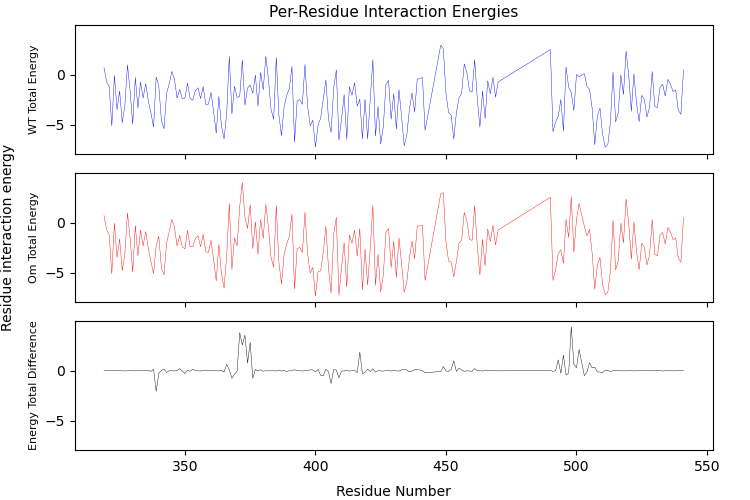 Per-Residue Interaction Energies
Residue interaction energy
WT Total Energy
0
−5
Om Total Energy
0
−5
Energy Total Difference
0
−5
350 400 450 500 550
Residue Number